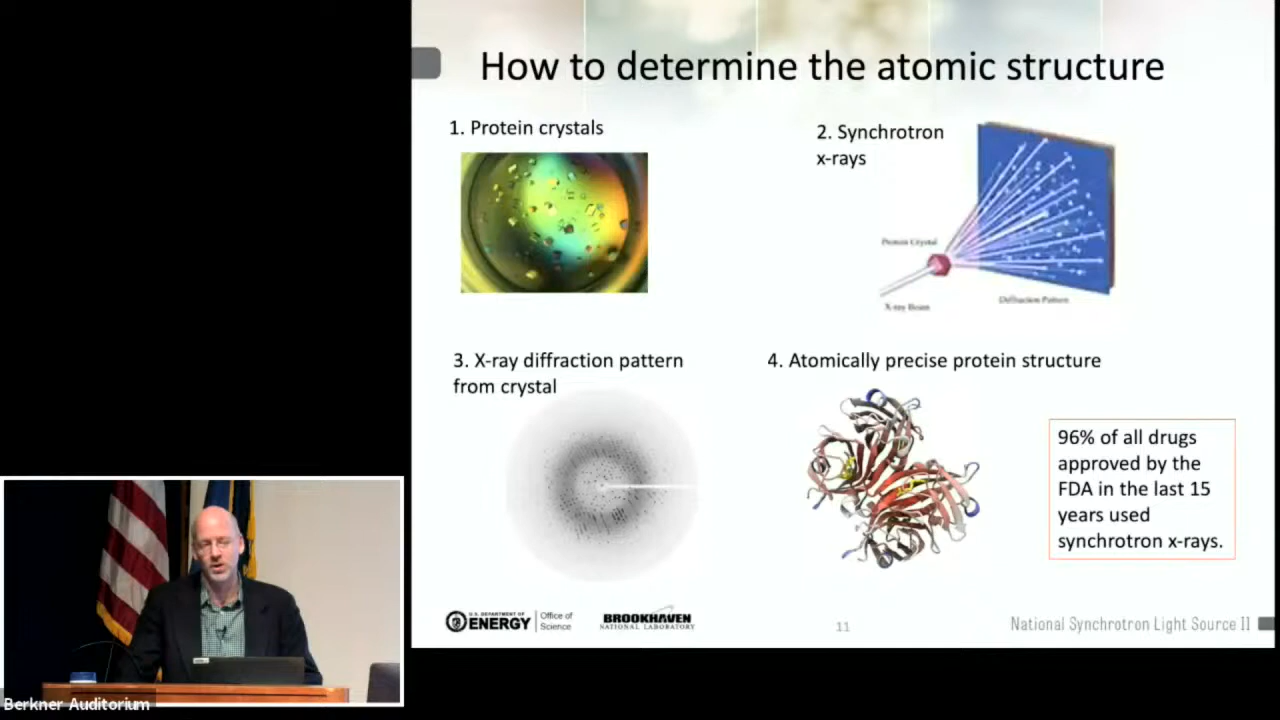 How to determine the atomic structure
1. Protein crystals
2. Synchrotron
x-rays
Protein Crystal
X-ray Beam
Diffraction Pattern
3. X-ray diffraction pattern
from crystal
4. Atomically precise protein structure
96% of all drugs
approved by the
FDA in the last 15
years used
synchrotron x-rays.
U.S. DEPARTMENT OF
ENERGY
Office of
Science
BROOKHAVEN
NATIONAL LABORATORY
11
National Synchrotron Light Source II
Berkner Auditorium